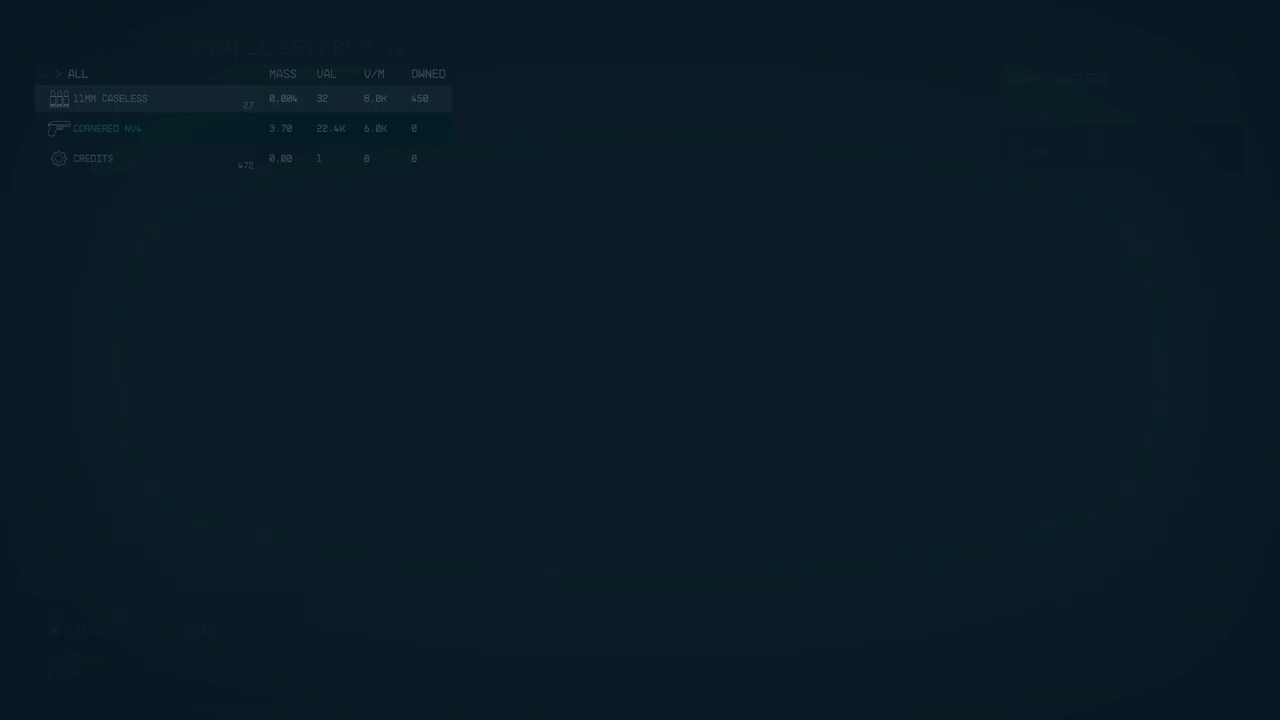 > ALL MASS VAL V/M OWNED
11MM CASELESS 27 0.004 32 8.0K 450
CORNERED NV4 3.70 22.4K 6.0K 0
CREDITS 472 0.00 1 0 0